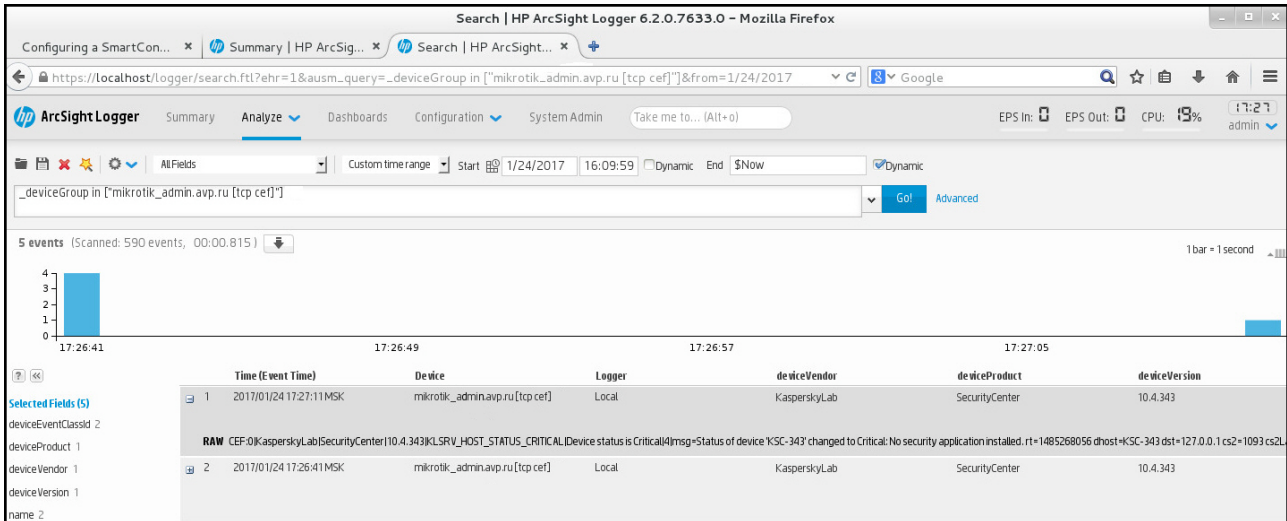 Search | HP ArcSight Logger 6.2.0.7633.0 - Mozilla Firefox
Configuring a SmartCon... Summary | HP ArcSig... Search | HP ArcSight...
https://localhost/logger/search.ftl?ehr=1&ausm_query=_deviceGroup in ["mikrotik_admin.avp.ru [tcp cef]"]&from=1/24/2017 Google
hp ArcSight Logger Summary Analyze Dashboards Configuration System Admin Take me to... (Alt+o) EPS In: 0 EPS Out: 0 CPU: 19% 17:27
admin
All Fields Custom time range Start 1/24/2017 16:09:59 Dynamic End $Now Dynamic
_deviceGroup in ["mikrotik_admin.avp.ru [tcp cef]"] Go! Advanced
5 events (Scanned: 590 events, 00:00.815)
1 bar = 1 second
4
3
2
1
0
17:26:41 17:26:49 17:26:57 17:27:05
Time (Event Time) Device Logger deviceVendor deviceProduct deviceVersion
Selected Fields (5)
1 2017/01/24 17:27:11 MSK mikrotik_admin.avp.ru [tcp cef] Local KasperskyLab SecurityCenter 10.4.343
deviceEventClassId 2
RAW CEF:0|KasperskyLab|SecurityCenter|10.4.343|KLSRV_HOST_STATUS_CRITICAL|Device status is Critical|4|msg=Status of device 'KSC-343' changed to Critical: No security application installed. rt=1485268056 dhost=KSC-343 dst=127.0.0.1 cs2=1093 cs2L
deviceProduct 1
deviceVendor 1
2 2017/01/24 17:26:41 MSK mikrotik_admin.avp.ru [tcp cef] Local KasperskyLab SecurityCenter 10.4.343
deviceVersion 1
name 2